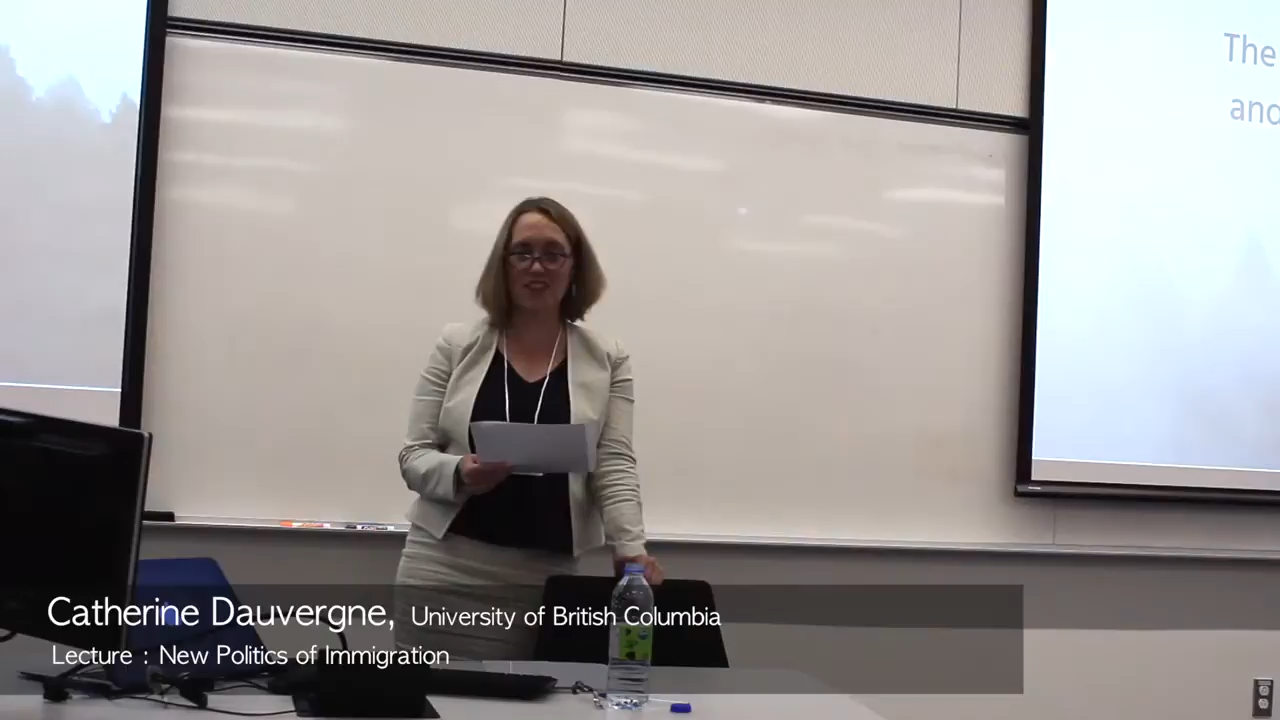 The
and
Catherine Dauvergne, University of British Columbia
Lecture : New Politics of Immigration